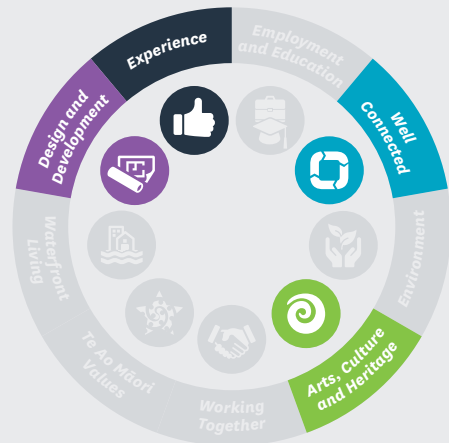 Experience
Employment
and Education
Well
Connected
Environment
Arts, Culture
and Heritage
Working
Together
Te Ao Māori
Values
Waterfront
Living
Design and
Development